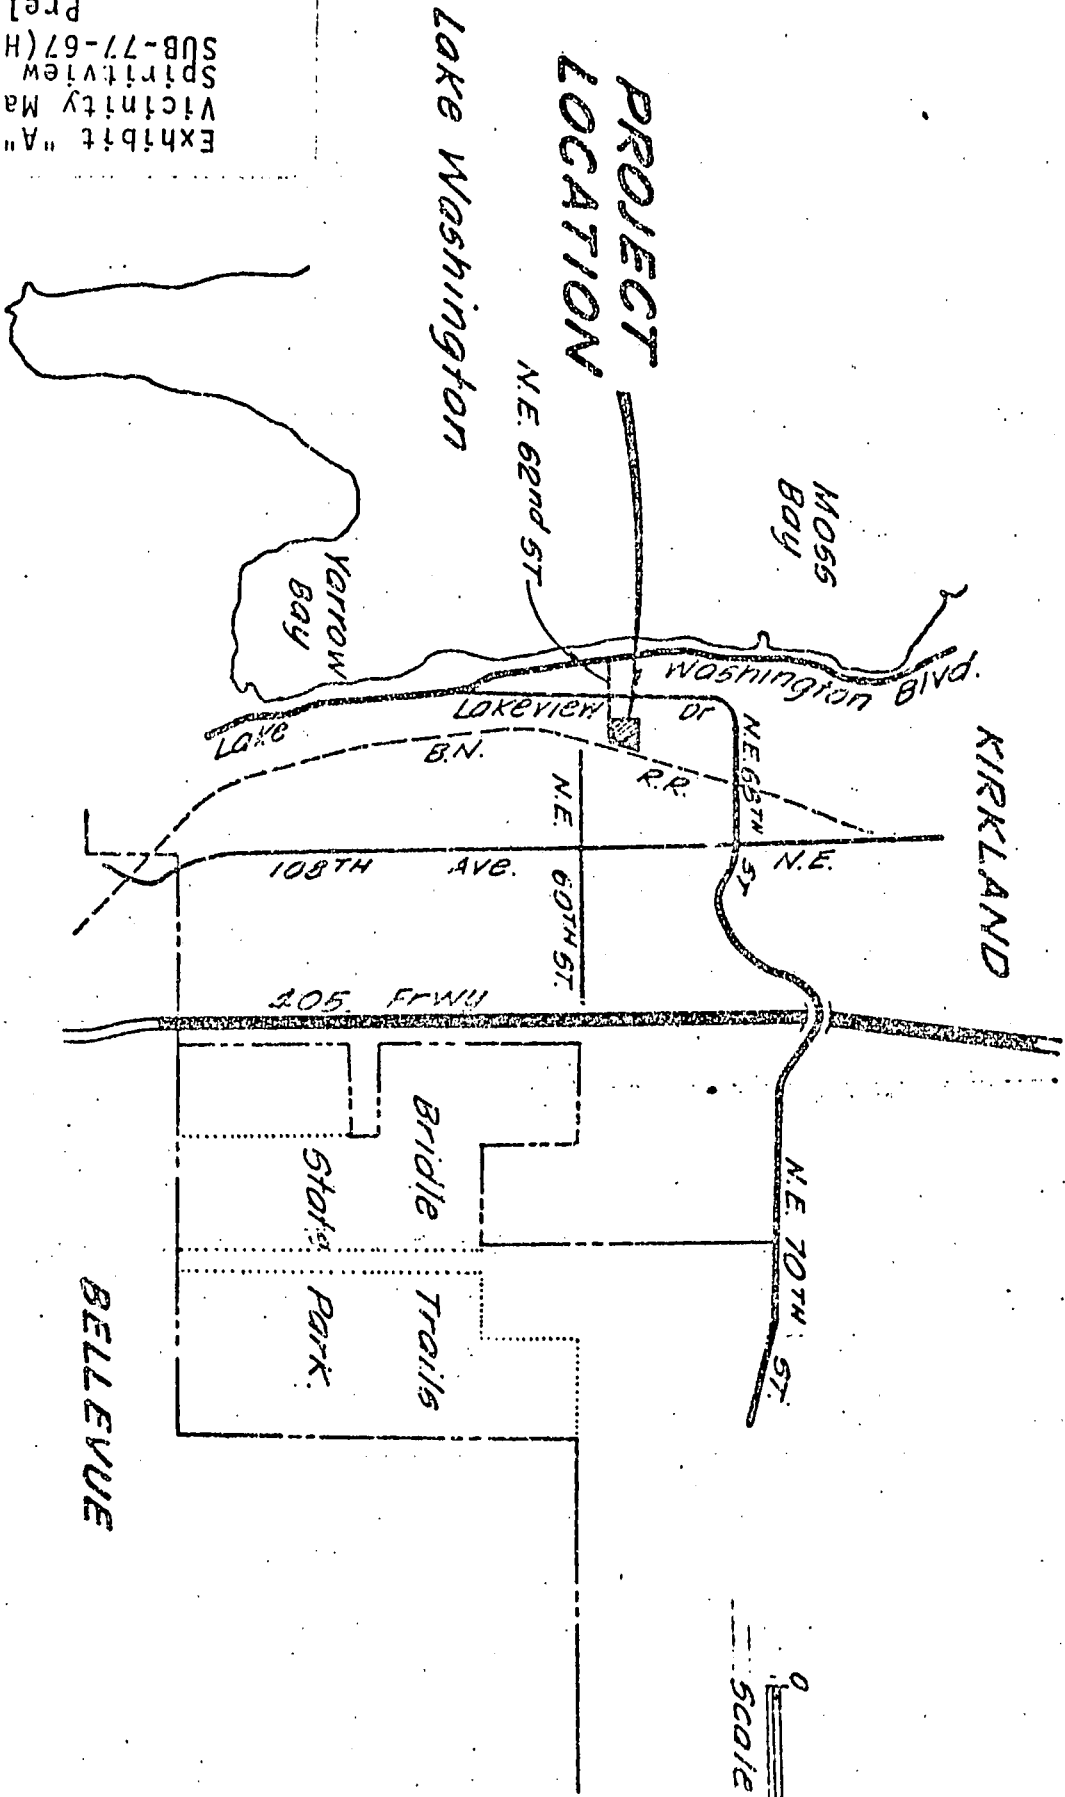 Exhibit "A"
Vicinity Ma
Spiritview
SUB-77-67(H
Prel
PROJECT
LOCATION
Lake Washington
N.E. 62nd ST.
Moss
Bay
Yarrow
Bay
KIRKLAND
Lake Washington Blvd.
Lakeview Dr
B.N. R.R.
N.E. 68TH ST
108TH Ave. N.E.
N.E. 60TH ST.
405 Frwy
N.E. 70TH ST.
Bridle Trails
State Park.
BELLEVUE
0
Scale